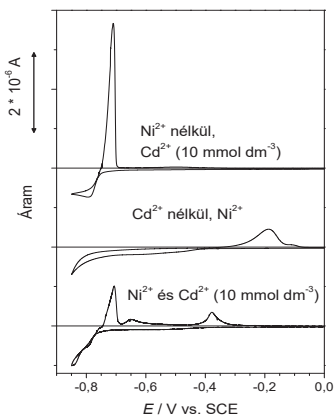 2 * 10⁻⁶ A
Áram
Ni²⁺ nélkül,
Cd²⁺ (10 mmol dm⁻³)
Cd²⁺ nélkül, Ni²⁺
Ni²⁺ és Cd²⁺ (10 mmol dm⁻³)
-0,8 -0,6 -0,4 -0,2 0,0
E / V vs. SCE